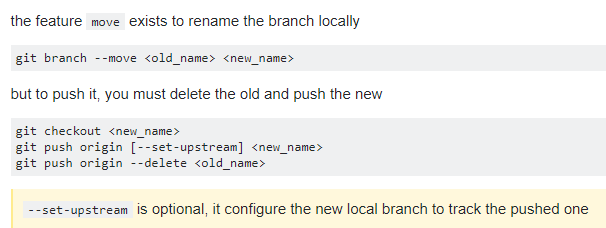 the feature move exists to rename the branch locally
git branch --move <old_name> <new_name>
but to push it, you must delete the old and push the new
git checkout <new_name>
git push origin [--set-upstream] <new_name>
git push origin --delete <old_name>
--set-upstream is optional, it configure the new local branch to track the pushed one